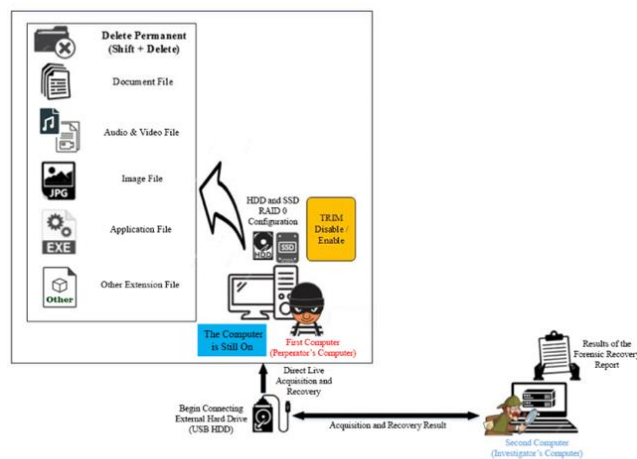 Delete Permanent
(Shift + Delete)
Document File
Audio & Video File
JPG
Image File
EXE
Application File
Other
Other Extension File
HDD and SSD
RAID 0
Configuration
HDD
SSD
TRIM
Disable /
Enable
The Computer
is Still On
First Computer
(Perperator's Computer)
Direct Live
Acquisition and
Recovery
Begin Connecting
External Hard Drive
(USB HDD)
Acquisition and Recovery Result
Results of the
Forensic Recovery
Report
Second Computer
(Investigator's Computer)